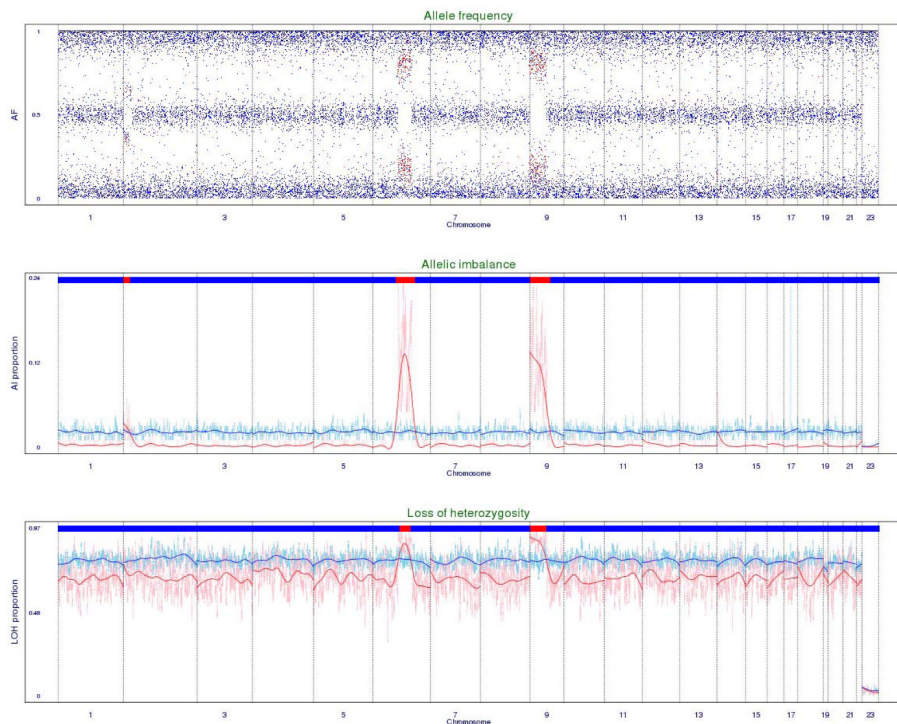 Allele frequency
1
AF
0.5
0
1 3 5 7 9 11 13 15 17 19 21 23
Chromosome
Allelic imbalance
0.24
AI proportion
0.12
0
1 3 5 7 9 11 13 15 17 19 21 23
Chromosome
Loss of heterozygosity
0.97
LOH proportion
0.48
0
1 3 5 7 9 11 13 15 17 19 21 23
Chromosome